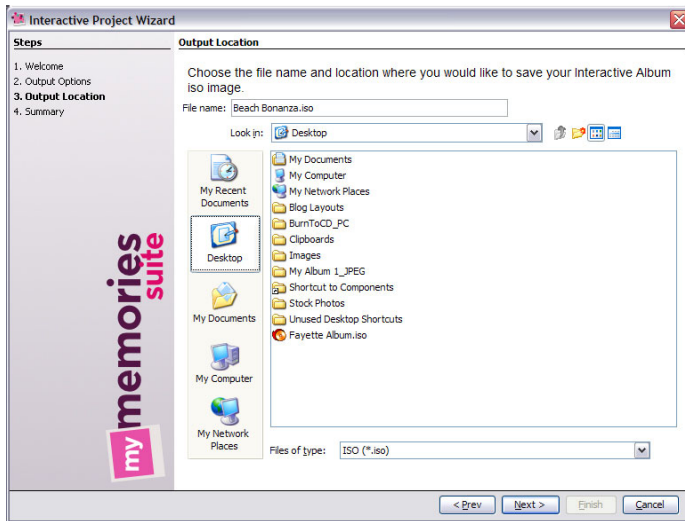 Interactive Project Wizard
Steps
1. Welcome
2. Output Options
3. Output Location
4. Summary
my memories suite
Output Location
Choose the file name and location where you would like to save your Interactive Album
iso image.
File name: Beach Bonanza.iso
Look in: Desktop
My Recent
Documents
Desktop
My Documents
My Computer
My Network
Places
My Documents
My Computer
My Network Places
Blog Layouts
BurnToCD_PC
Clipboards
Images
My Album 1_JPEG
Shortcut to Components
Stock Photos
Unused Desktop Shortcuts
Fayette Album.iso
Files of type: ISO (*.iso)
< Prev Next > Finish Cancel